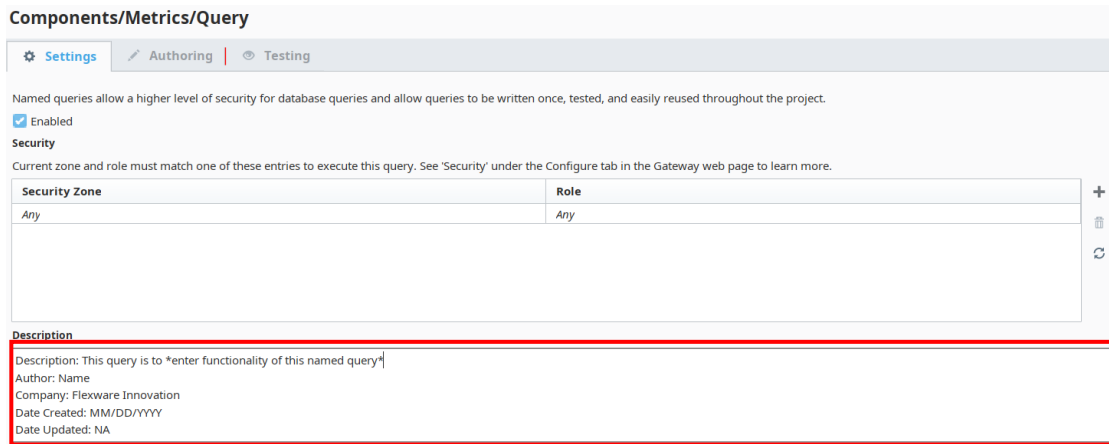 Components/Metrics/Query
Settings Authoring Testing
Named queries allow a higher level of security for database queries and allow queries to be written once, tested, and easily reused throughout the project.
Enabled
Security
Current zone and role must match one of these entries to execute this query. See 'Security' under the Configure tab in the Gateway web page to learn more.
Security Zone Role
Any Any
Description
Description: This query is to *enter functionality of this named query*
Author: Name
Company: Flexware Innovation
Date Created: MM/DD/YYYY
Date Updated: NA